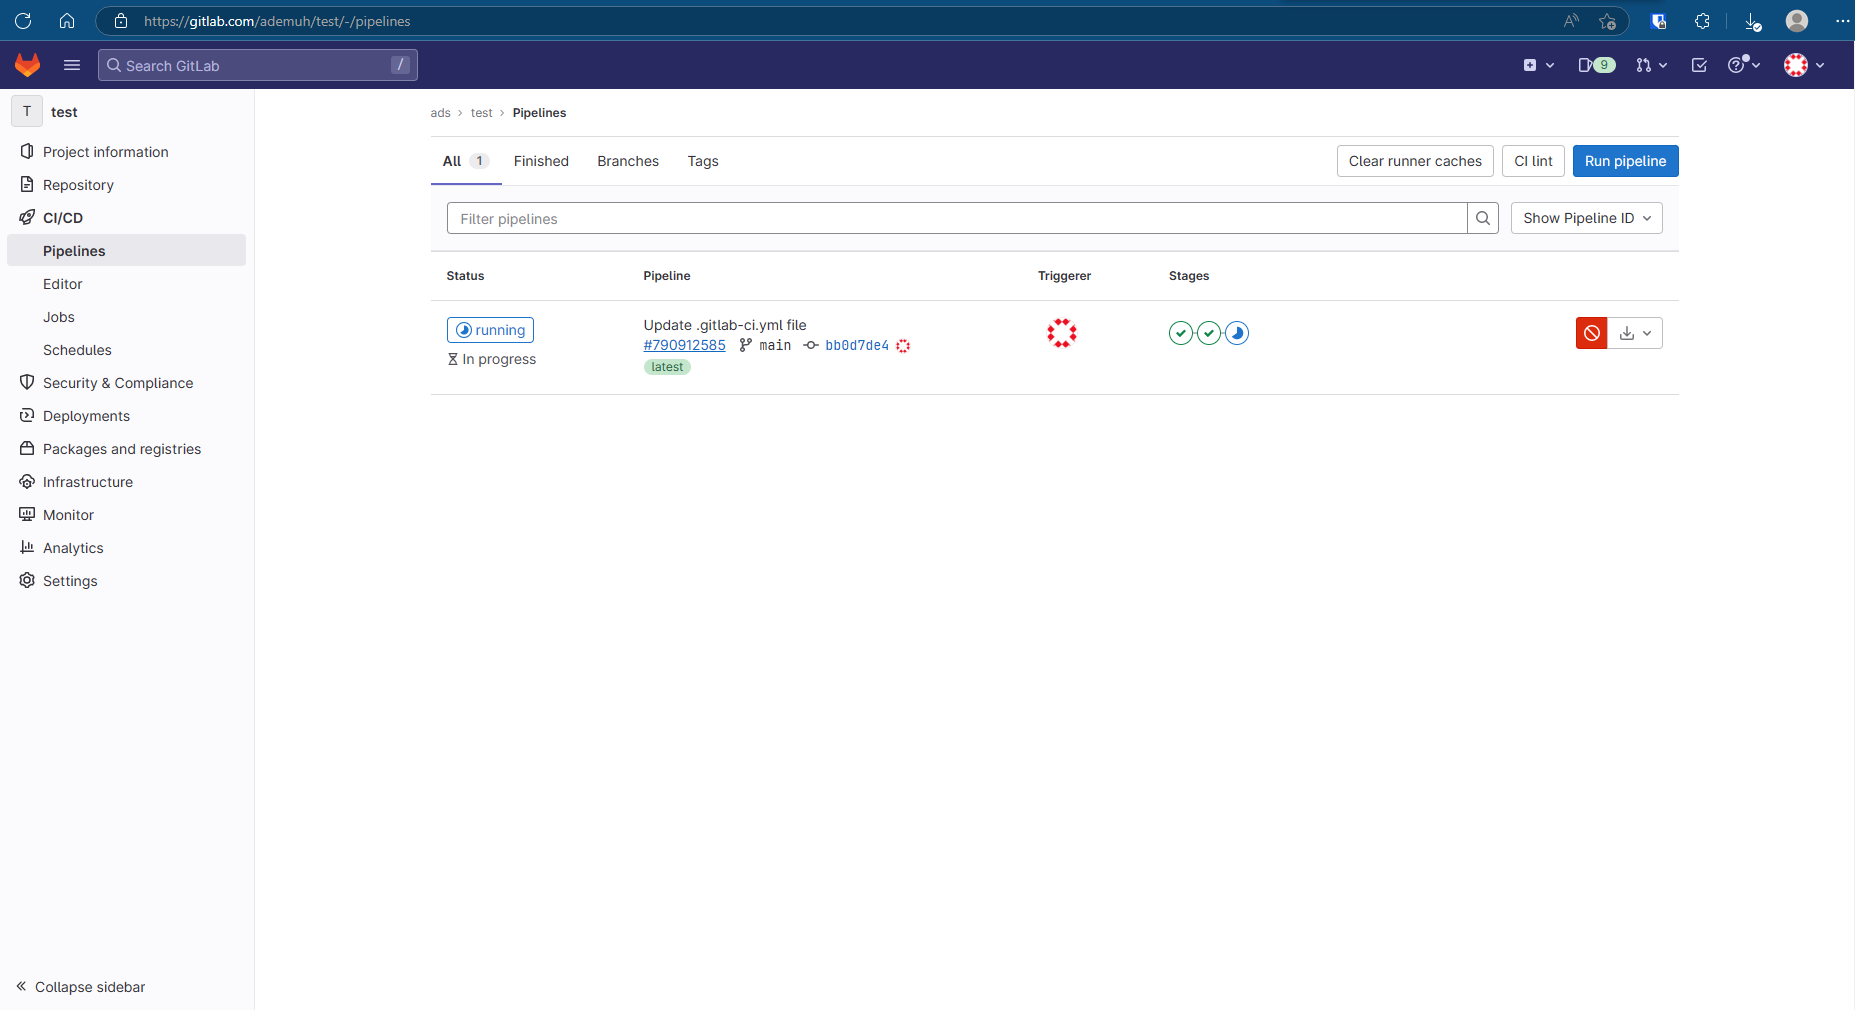 https://gitlab.com/ademuh/test/-/pipelines
Search GitLab /
9
T test
Project information
Repository
CI/CD
Pipelines
Editor
Jobs
Schedules
Security & Compliance
Deployments
Packages and registries
Infrastructure
Monitor
Analytics
Settings
Collapse sidebar
ads > test > Pipelines
All 1 Finished Branches Tags Clear runner caches CI lint Run pipeline
Filter pipelines Show Pipeline ID
Status Pipeline Triggerer Stages
running
In progress
Update .gitlab-ci.yml file
#790912585 main bb0d7de4
latest